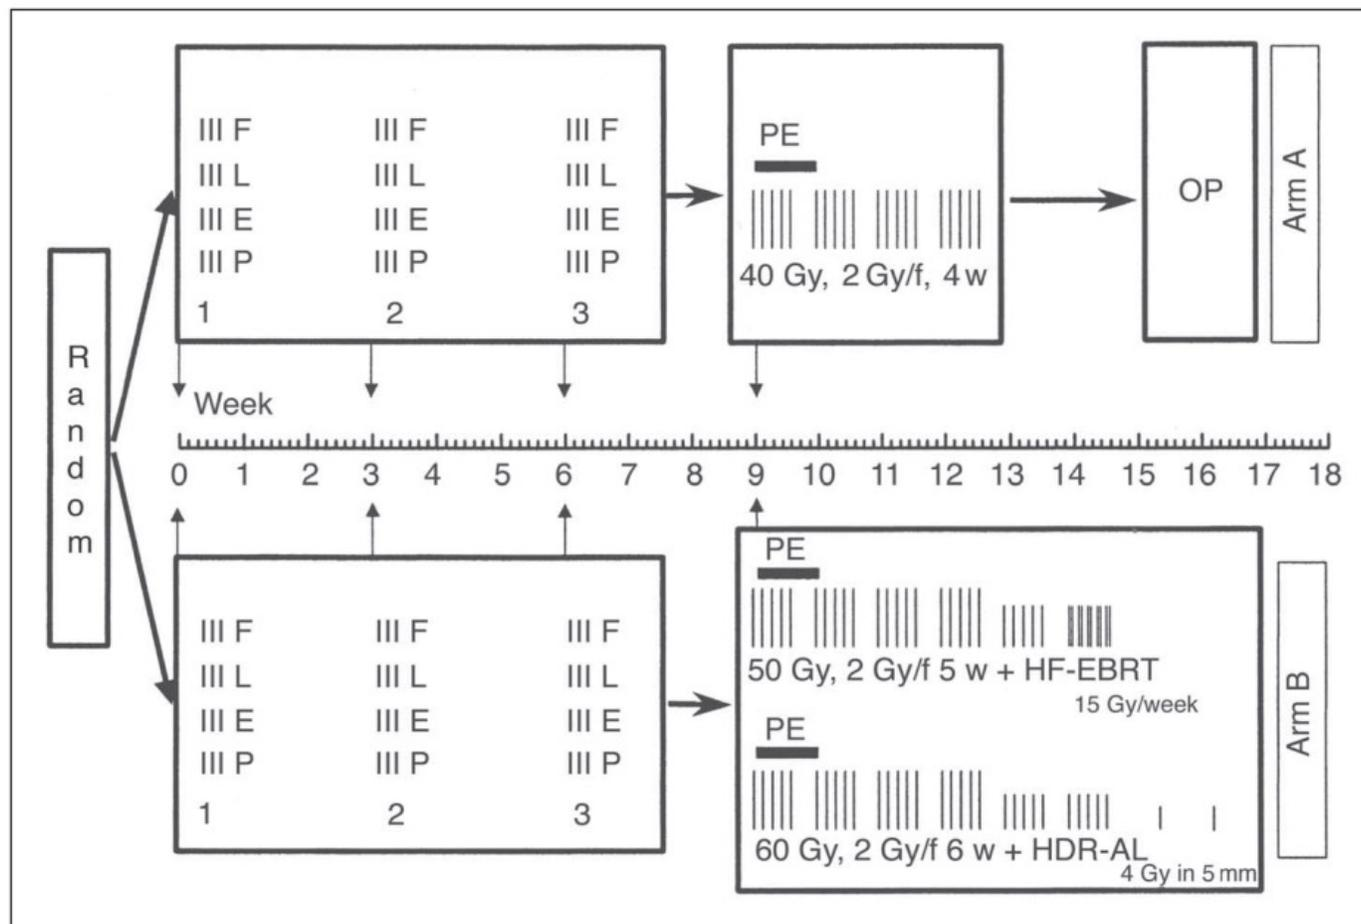 Random
III F III F III F
III L III L III L
III E III E III E
III P III P III P
1 2 3
PE
40 Gy, 2 Gy/f, 4 w
OP
Arm A
Week
0 1 2 3 4 5 6 7 8 9 10 11 12 13 14 15 16 17 18
III F III F III F
III L III L III L
III E III E III E
III P III P III P
1 2 3
PE
50 Gy, 2 Gy/f 5 w + HF-EBRT
15 Gy/week
PE
60 Gy, 2 Gy/f 6 w + HDR-AL
4 Gy in 5 mm
Arm B